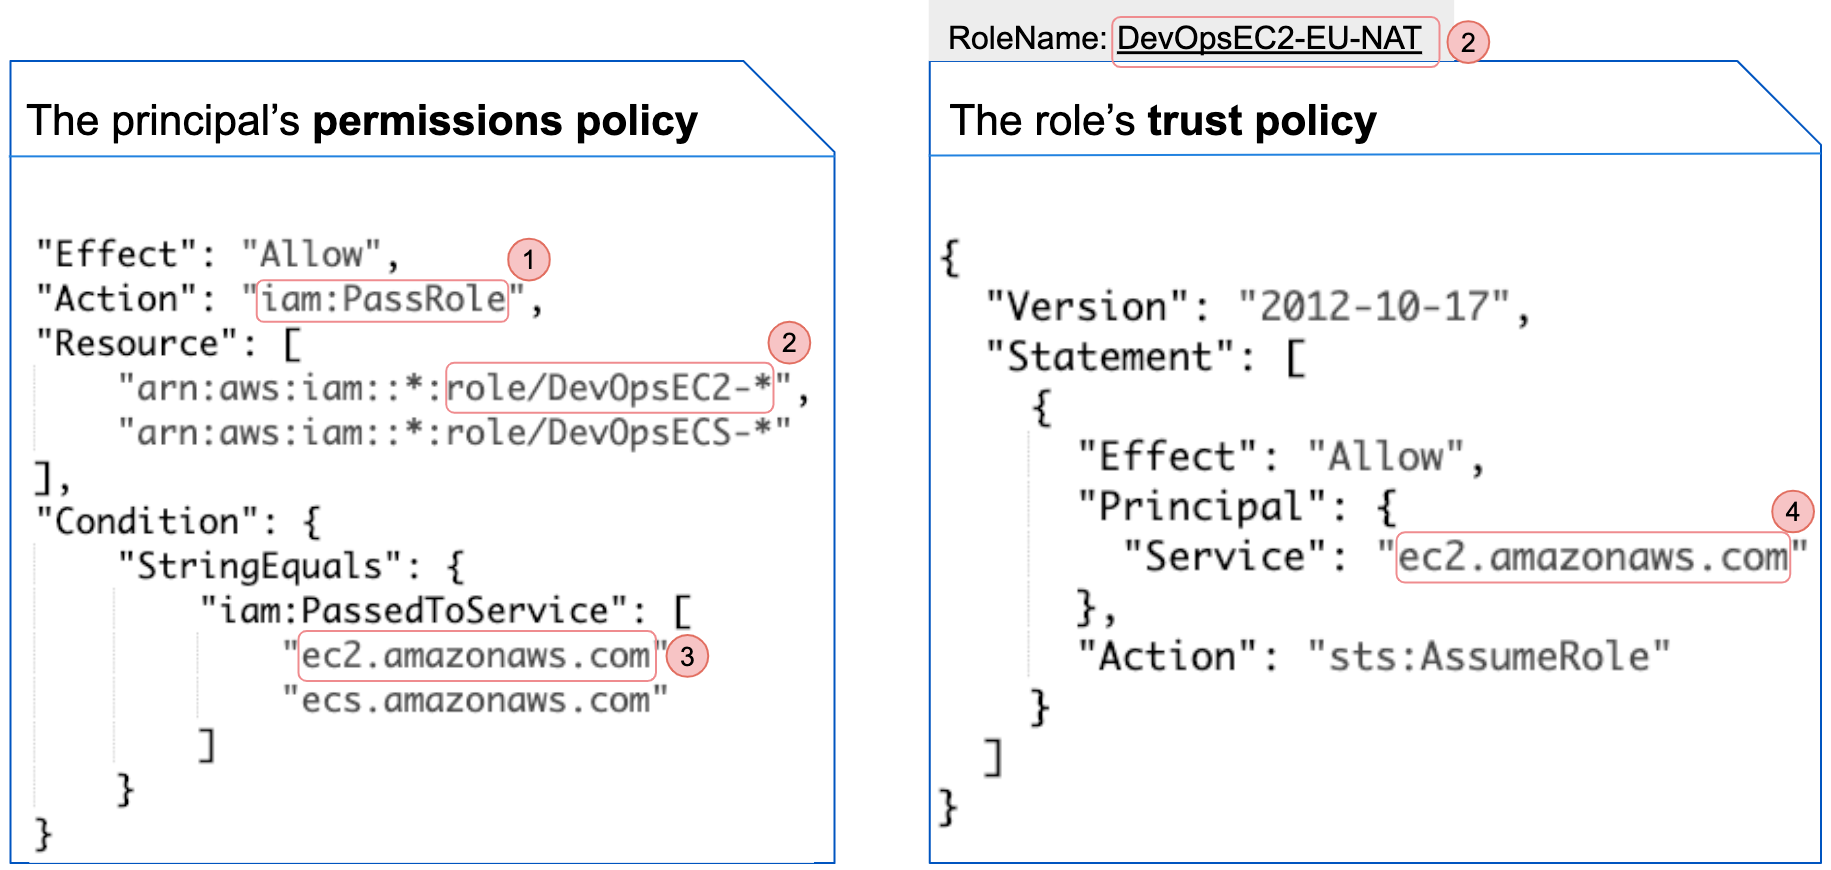 The principal's permissions policy
"Effect": "Allow",
1
"Action": "iam:PassRole",
"Resource": [
2
"arn:aws:iam::*:role/DevOpsEC2-*",
"arn:aws:iam::*:role/DevOpsECS-*"
],
"Condition": {
"StringEquals": {
"iam:PassedToService": [
"ec2.amazonaws.com"
3
"ecs.amazonaws.com"
]
}
}
RoleName: DevOpsEC2-EU-NAT
2
The role's trust policy
{
"Version": "2012-10-17",
"Statement": [
{
"Effect": "Allow",
"Principal": {
4
"Service": "ec2.amazonaws.com"
},
"Action": "sts:AssumeRole"
}
]
}